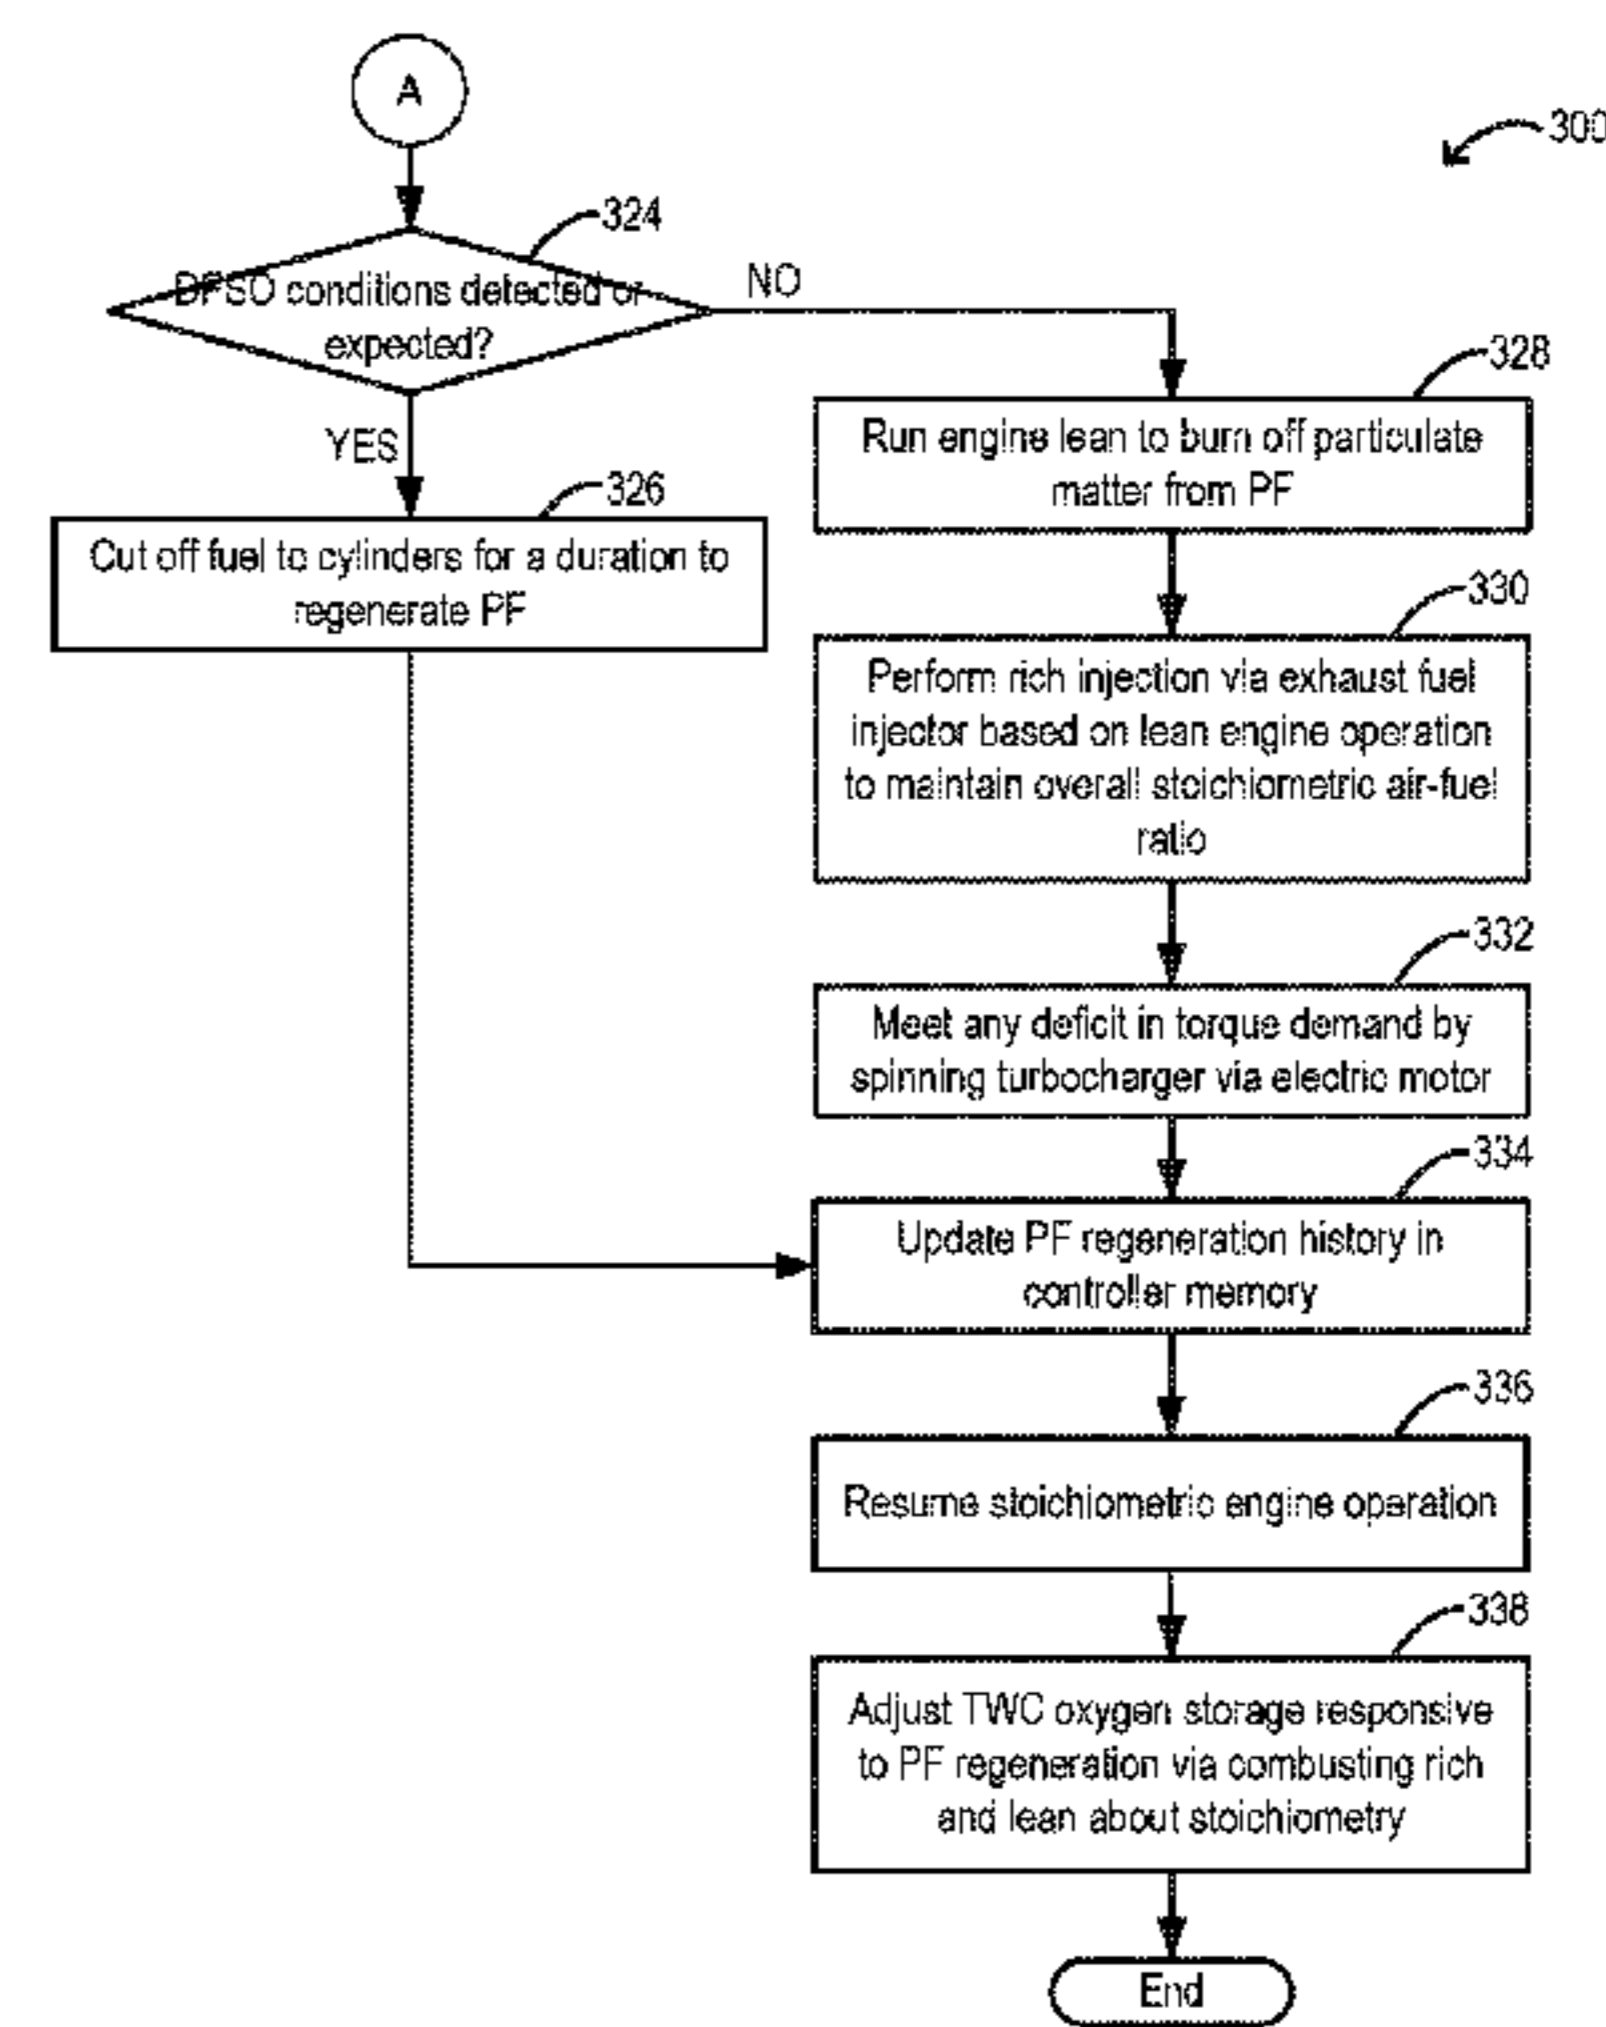 A
300
324
DFSO conditions detected or
expected?
NO
YES
326
Cut off fuel to cylinders for a duration to
regenerate PF
328
Run engine lean to burn off particulate
matter from PF
330
Perform rich injection via exhaust fuel
injector based on lean engine operation
to maintain overall stoichiometric air-fuel
ratio
332
Meet any deficit in torque demand by
spinning turbocharger via electric motor
334
Update PF regeneration history in
controller memory
336
Resume stoichiometric engine operation
338
Adjust TWC oxygen storage responsive
to PF regeneration via combusting rich
and lean about stoichiometry
End